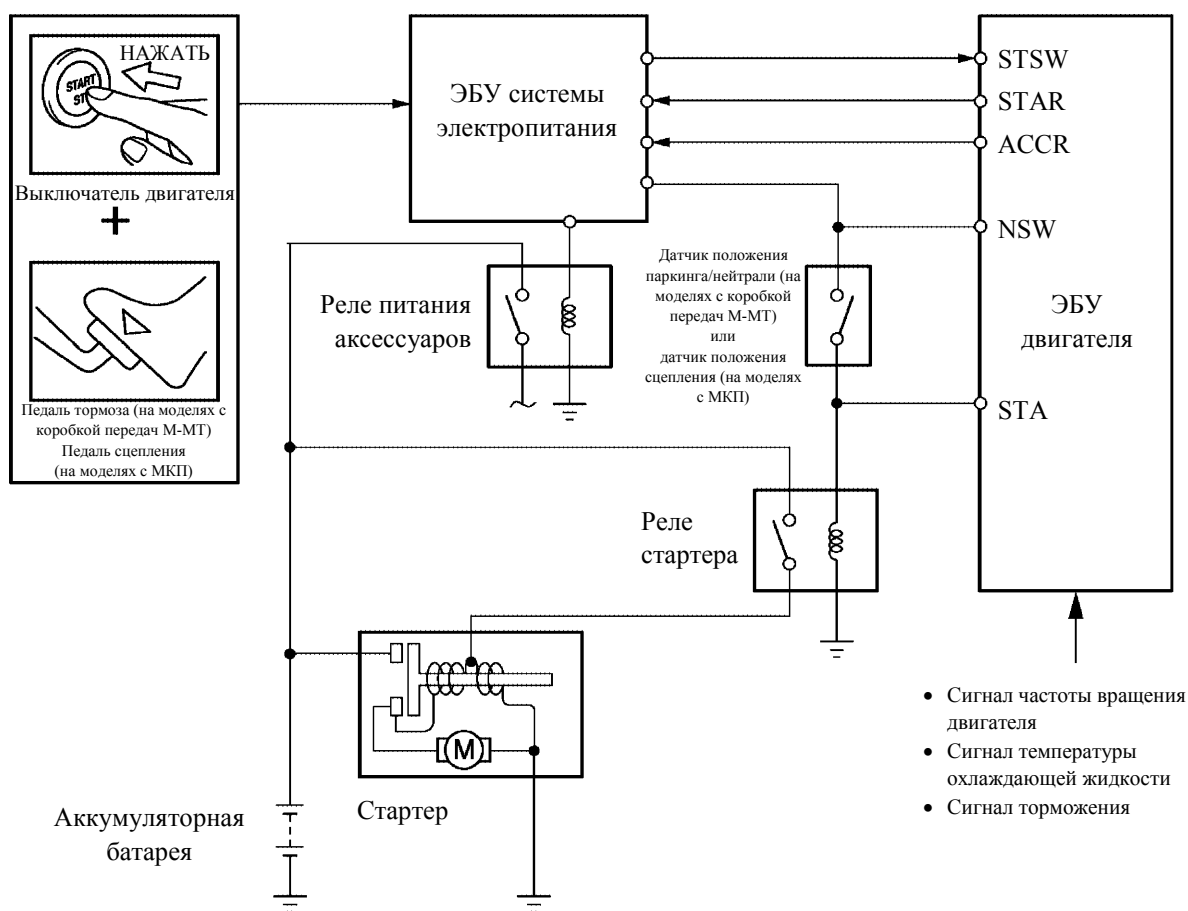 НАЖАТЬ
START
ST
Выключатель двигателя
+
Педаль тормоза (на моделях с
коробкой передач М-МТ)
Педаль сцепления
(на моделях с МКП)
ЭБУ системы
электропитания
STSW
STAR
ACCR
NSW
STA
ЭБУ
двигателя
Реле питания
аксессуаров
Датчик положения
паркинга/нейтрали (на
моделях с коробкой
передач М-МТ)
или
датчик положения
сцепления (на моделях
с МКП)
Реле
стартера
M
Стартер
Аккумуляторная
батарея
• Сигнал частоты вращения
двигателя
• Сигнал температуры
охлаждающей жидкости
• Сигнал торможения